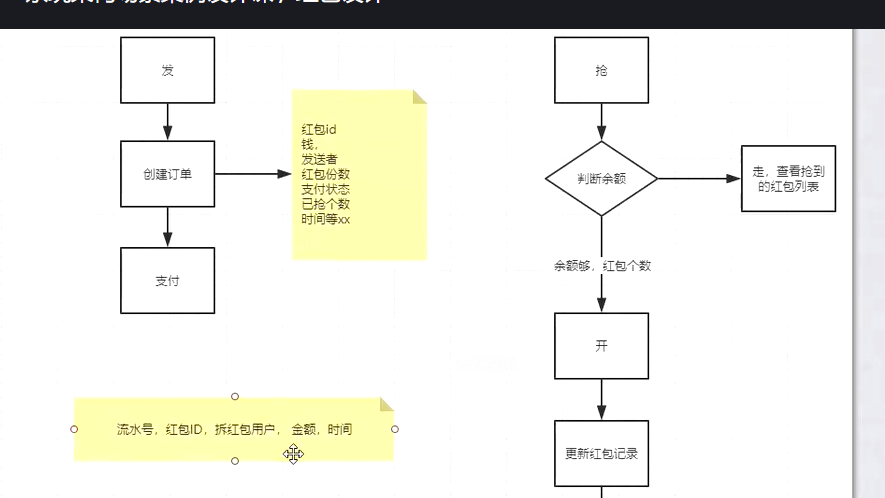 发
创建订单
支付
红包id
钱，
发送者
红包份数
支付状态
已抢个数
时间等xx
流水号，红包ID，拆红包用户， 金额，时间
抢
判断余额
走，查看抢到
的红包列表
余额够，红包个数
开
更新红包记录